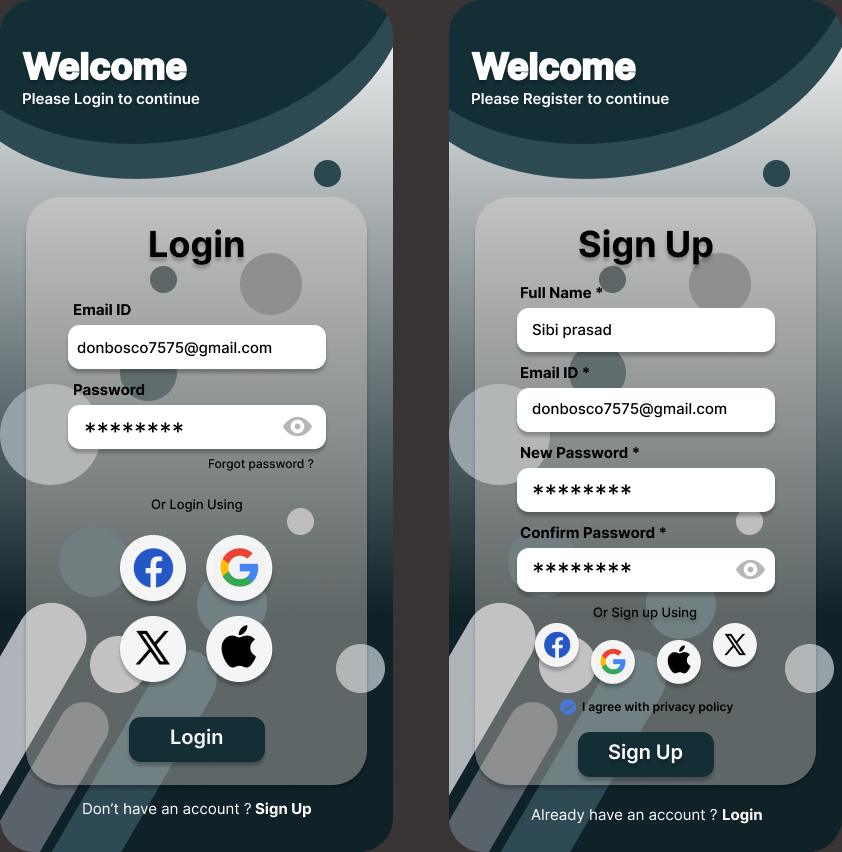 Welcome
Please Login to continue
Login
Email ID
donbosco7575@gmail.com
Password
********
Forgot password ?
Or Login Using
Login
Don’t have an account ? Sign Up
Welcome
Please Register to continue
Sign Up
Full Name *
Sibi prasad
Email ID *
donbosco7575@gmail.com
New Password *
********
Confirm Password *
********
Or Sign up Using
I agree with privacy policy
Sign Up
Already have an account ? Login